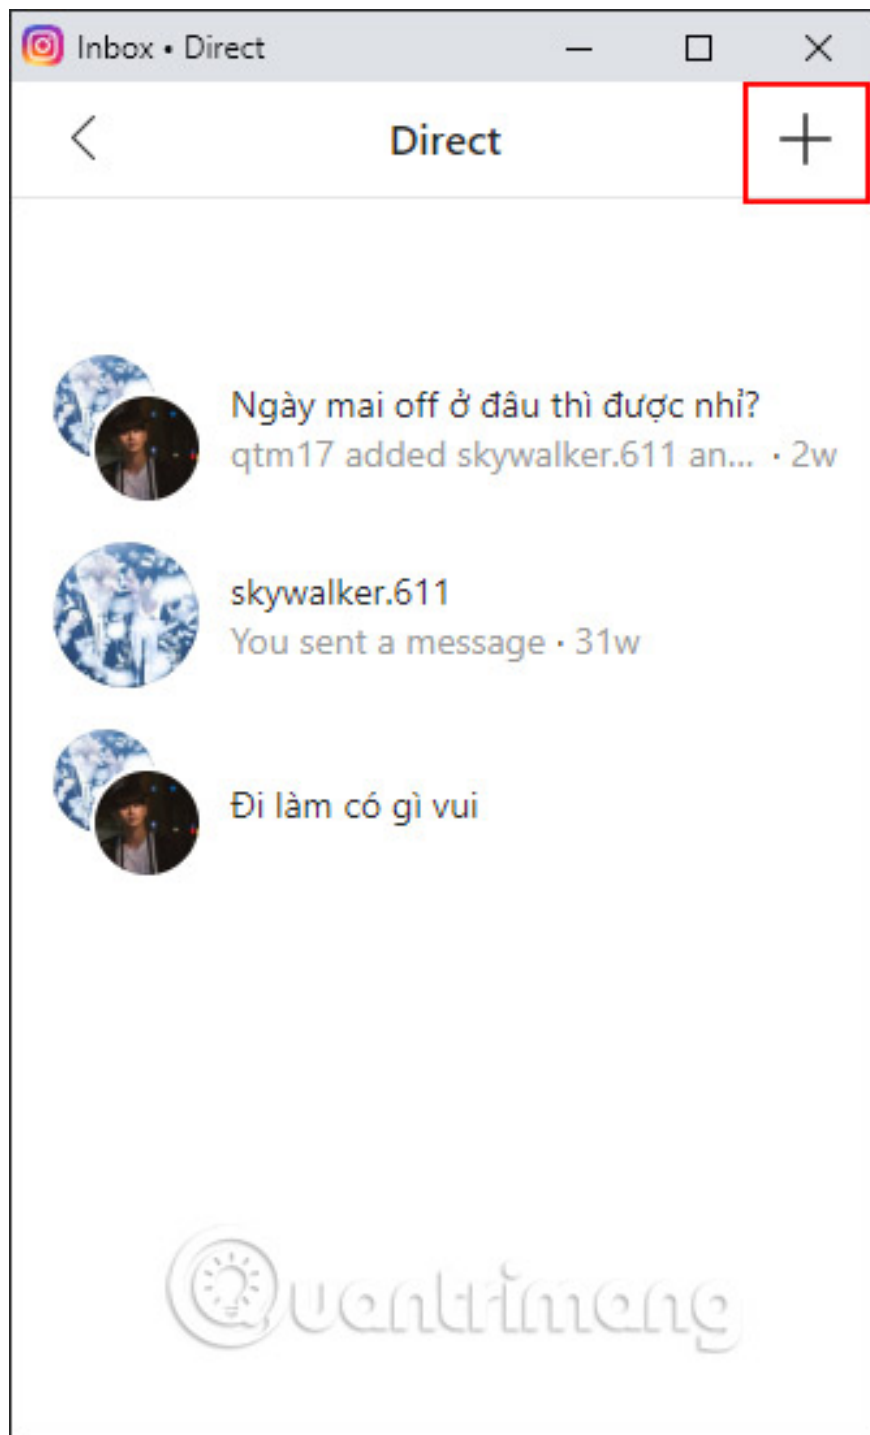 Inbox • Direct
Direct
Ngày mai off ở đâu thì được nhỉ?
qtm17 added skywalker.611 an... · 2w
skywalker.611
You sent a message · 31w
Đi làm có gì vui
Quantrimang